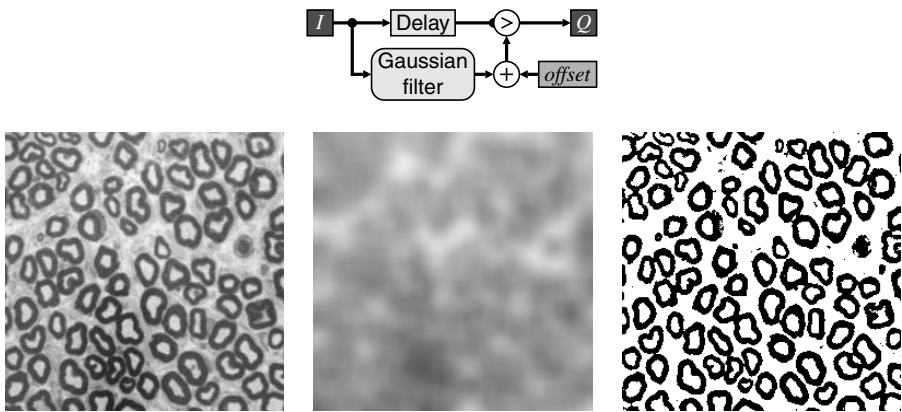 I Delay > Q
Gaussian
filter + offset